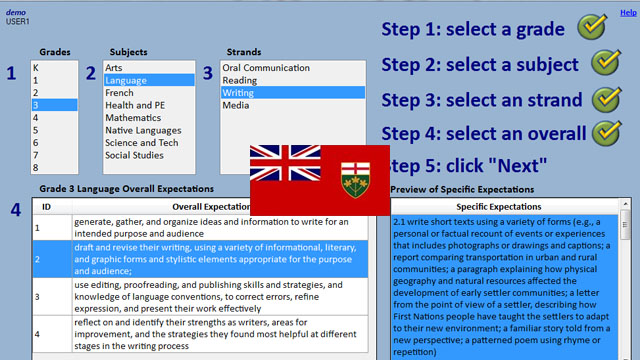 demo
USER1
Help
Step 1: select a grade
Step 2: select a subject
Step 3: select an strand
Step 4: select an overall
Step 5: click "Next"
Grades
Subjects
Strands
1
K
1
2
3
4
5
6
7
8
2
Arts
Language
French
Health and PE
Mathematics
Native Languages
Science and Tech
Social Studies
3
Oral Communication
Reading
Writing
Media
Grade 3 Language Overall Expectations
4
ID
Overall Expectations
1
generate, gather, and organize ideas and information to write for an
intended purpose and audience
2
draft and revise their writing, using a variety of informational, literary,
and graphic forms and stylistic elements appropriate for the purpose
and audience;
3
use editing, proofreading, and publishing skills and strategies, and
knowledge of language conventions, to correct errors, refine
expression, and present their work effectively
4
reflect on and identify their strengths as writers, areas for
improvement, and the strategies they found most helpful at different
stages in the writing process
Preview of Specific Expectations
Specific Expectations
2.1 write short texts using a variety of forms (e.g., a
personal or factual recount of events or experiences
that includes photographs or drawings and captions; a
report comparing transportation in urban and rural
communities; a paragraph explaining how physical
geography and natural resources affected the
development of early settler communities; a letter
from the point of view of a settler, describing how
First Nations people have taught the settlers to adapt
to their new environment; a familiar story told from a
new perspective; a patterned poem using rhyme or
repetition)